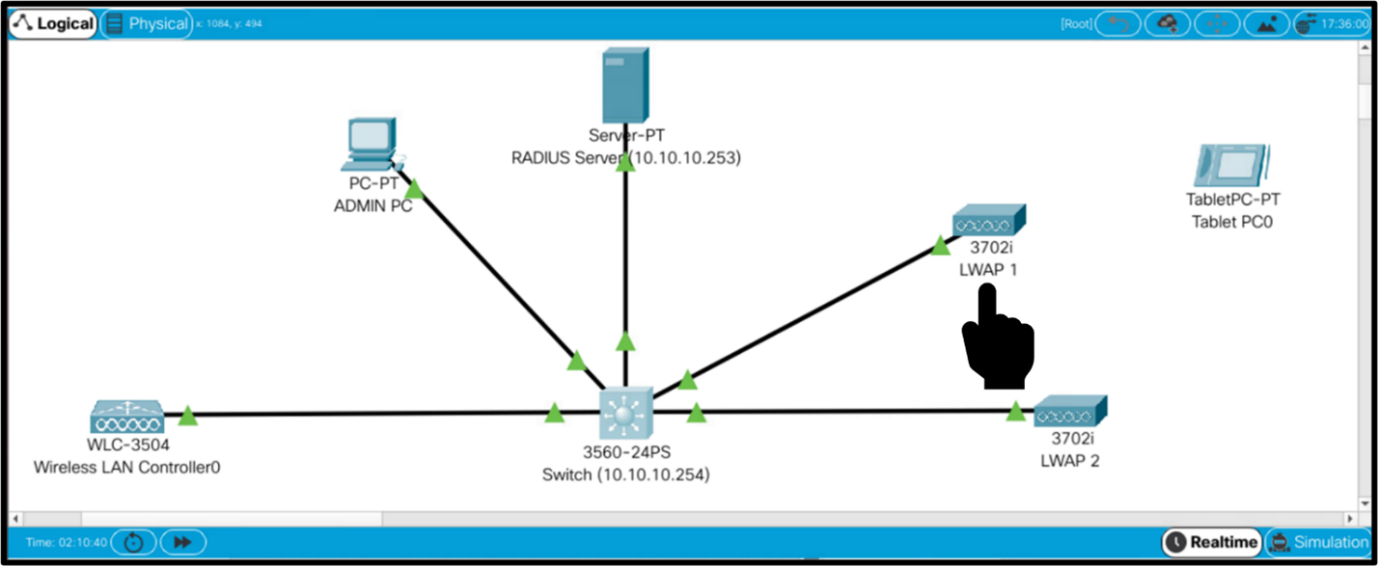 Logical Physical x: 1084, y: 494 [Root] 17:36:00
Server-PT
RADIUS Server (10.10.10.253)
PC-PT
ADMIN PC
TabletPC-PT
Tablet PC0
3702i
LWAP 1
WLC-3504
Wireless LAN Controller0
3560-24PS
Switch (10.10.10.254)
3702i
LWAP 2
Time: 02:10:40 Realtime Simulation